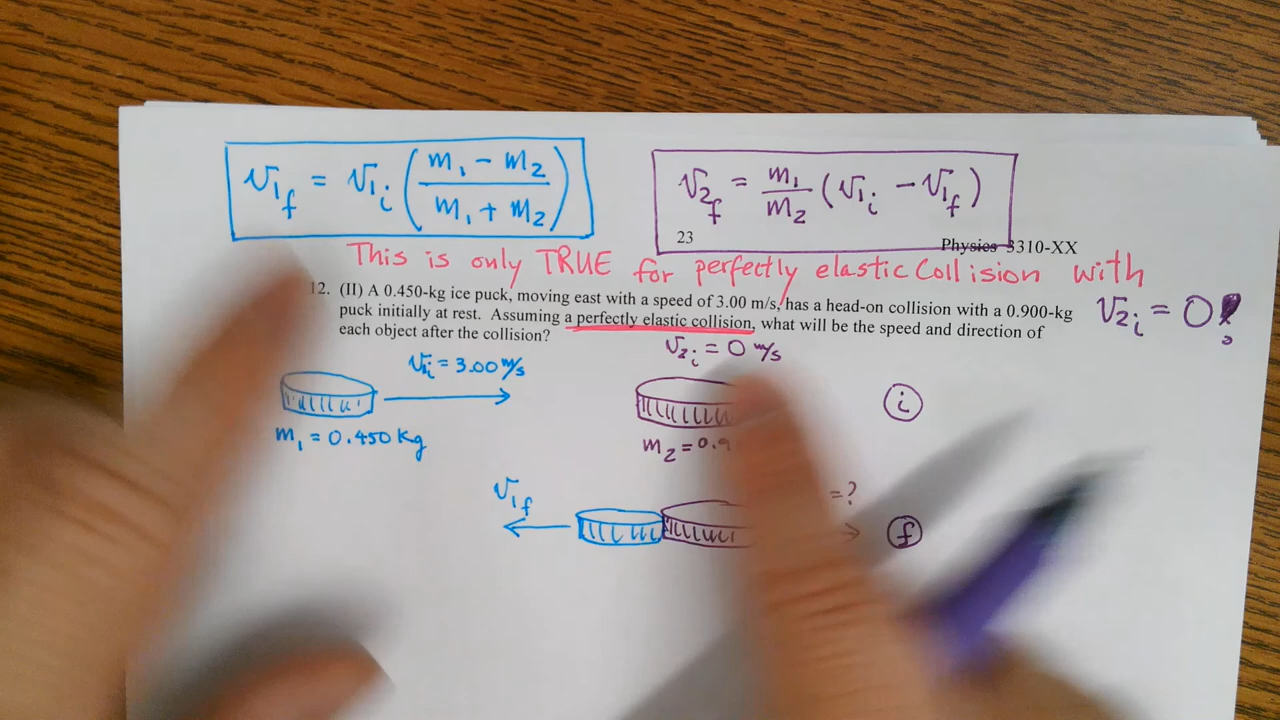 v₁f = v₁i (m₁ - m₂ / m₁ + m₂)
v₂f = m₁/m₂ (v₁i - v₁f)
23
Physics 3310-XX
This is only TRUE for perfectly elastic Collision with
v₂i = 0!
12. (II) A 0.450-kg ice puck, moving east with a speed of 3.00 m/s, has a head-on collision with a 0.900-kg
puck initially at rest. Assuming a perfectly elastic collision, what will be the speed and direction of
each object after the collision?
v₁i = 3.00 m/s
v₂i = 0 m/s
i
m₁ = 0.450 kg
m₂ = 0.9
v₁f
= ?
f